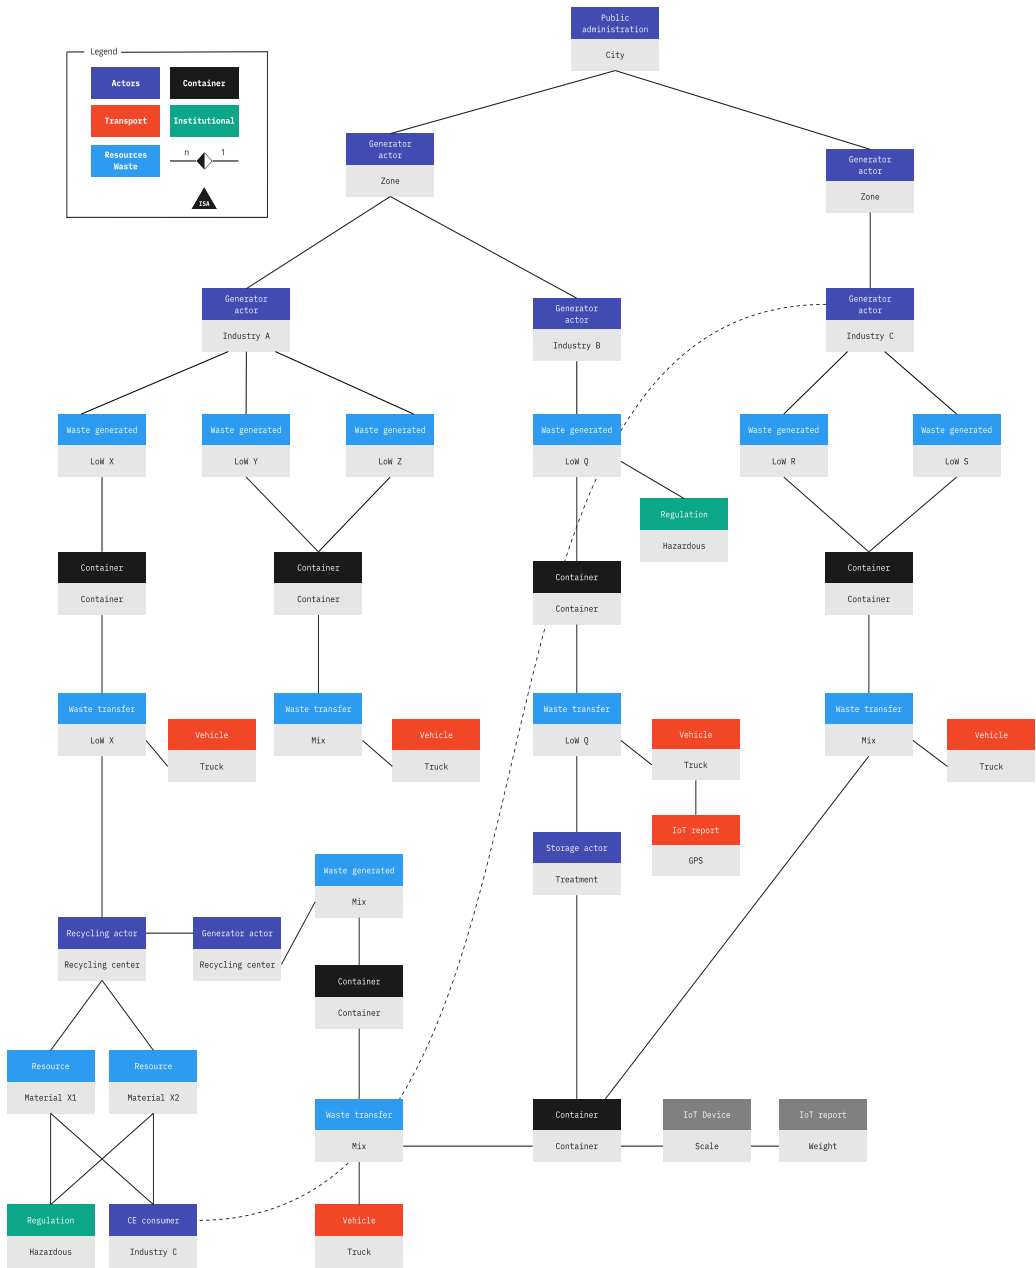 Public
administration
City
Legend
Actors
Container
Transport
Institutional
Resources
Waste
n
1
ISA
Generator
actor
Zone
Generator
actor
Zone
Generator
actor
Industry A
Generator
actor
Industry B
Generator
actor
Industry C
Waste generated
LoW X
Waste generated
LoW Y
Waste generated
LoW Z
Waste generated
LoW Q
Waste generated
LoW R
Waste generated
LoW S
Regulation
Hazardous
Container
Container
Container
Container
Container
Container
Container
Container
Waste transfer
LoW X
Vehicle
Truck
Waste transfer
Mix
Vehicle
Truck
Waste transfer
LoW Q
Vehicle
Truck
Waste transfer
Mix
Vehicle
Truck
IoT report
GPS
Storage actor
Treatment
Waste generated
Mix
Recycling actor
Recycling center
Generator actor
Recycling center
Container
Container
Resource
Material X1
Resource
Material X2
Waste transfer
Mix
Container
Container
IoT Device
Scale
IoT report
Weight
Regulation
Hazardous
CE consumer
Industry C
Vehicle
Truck